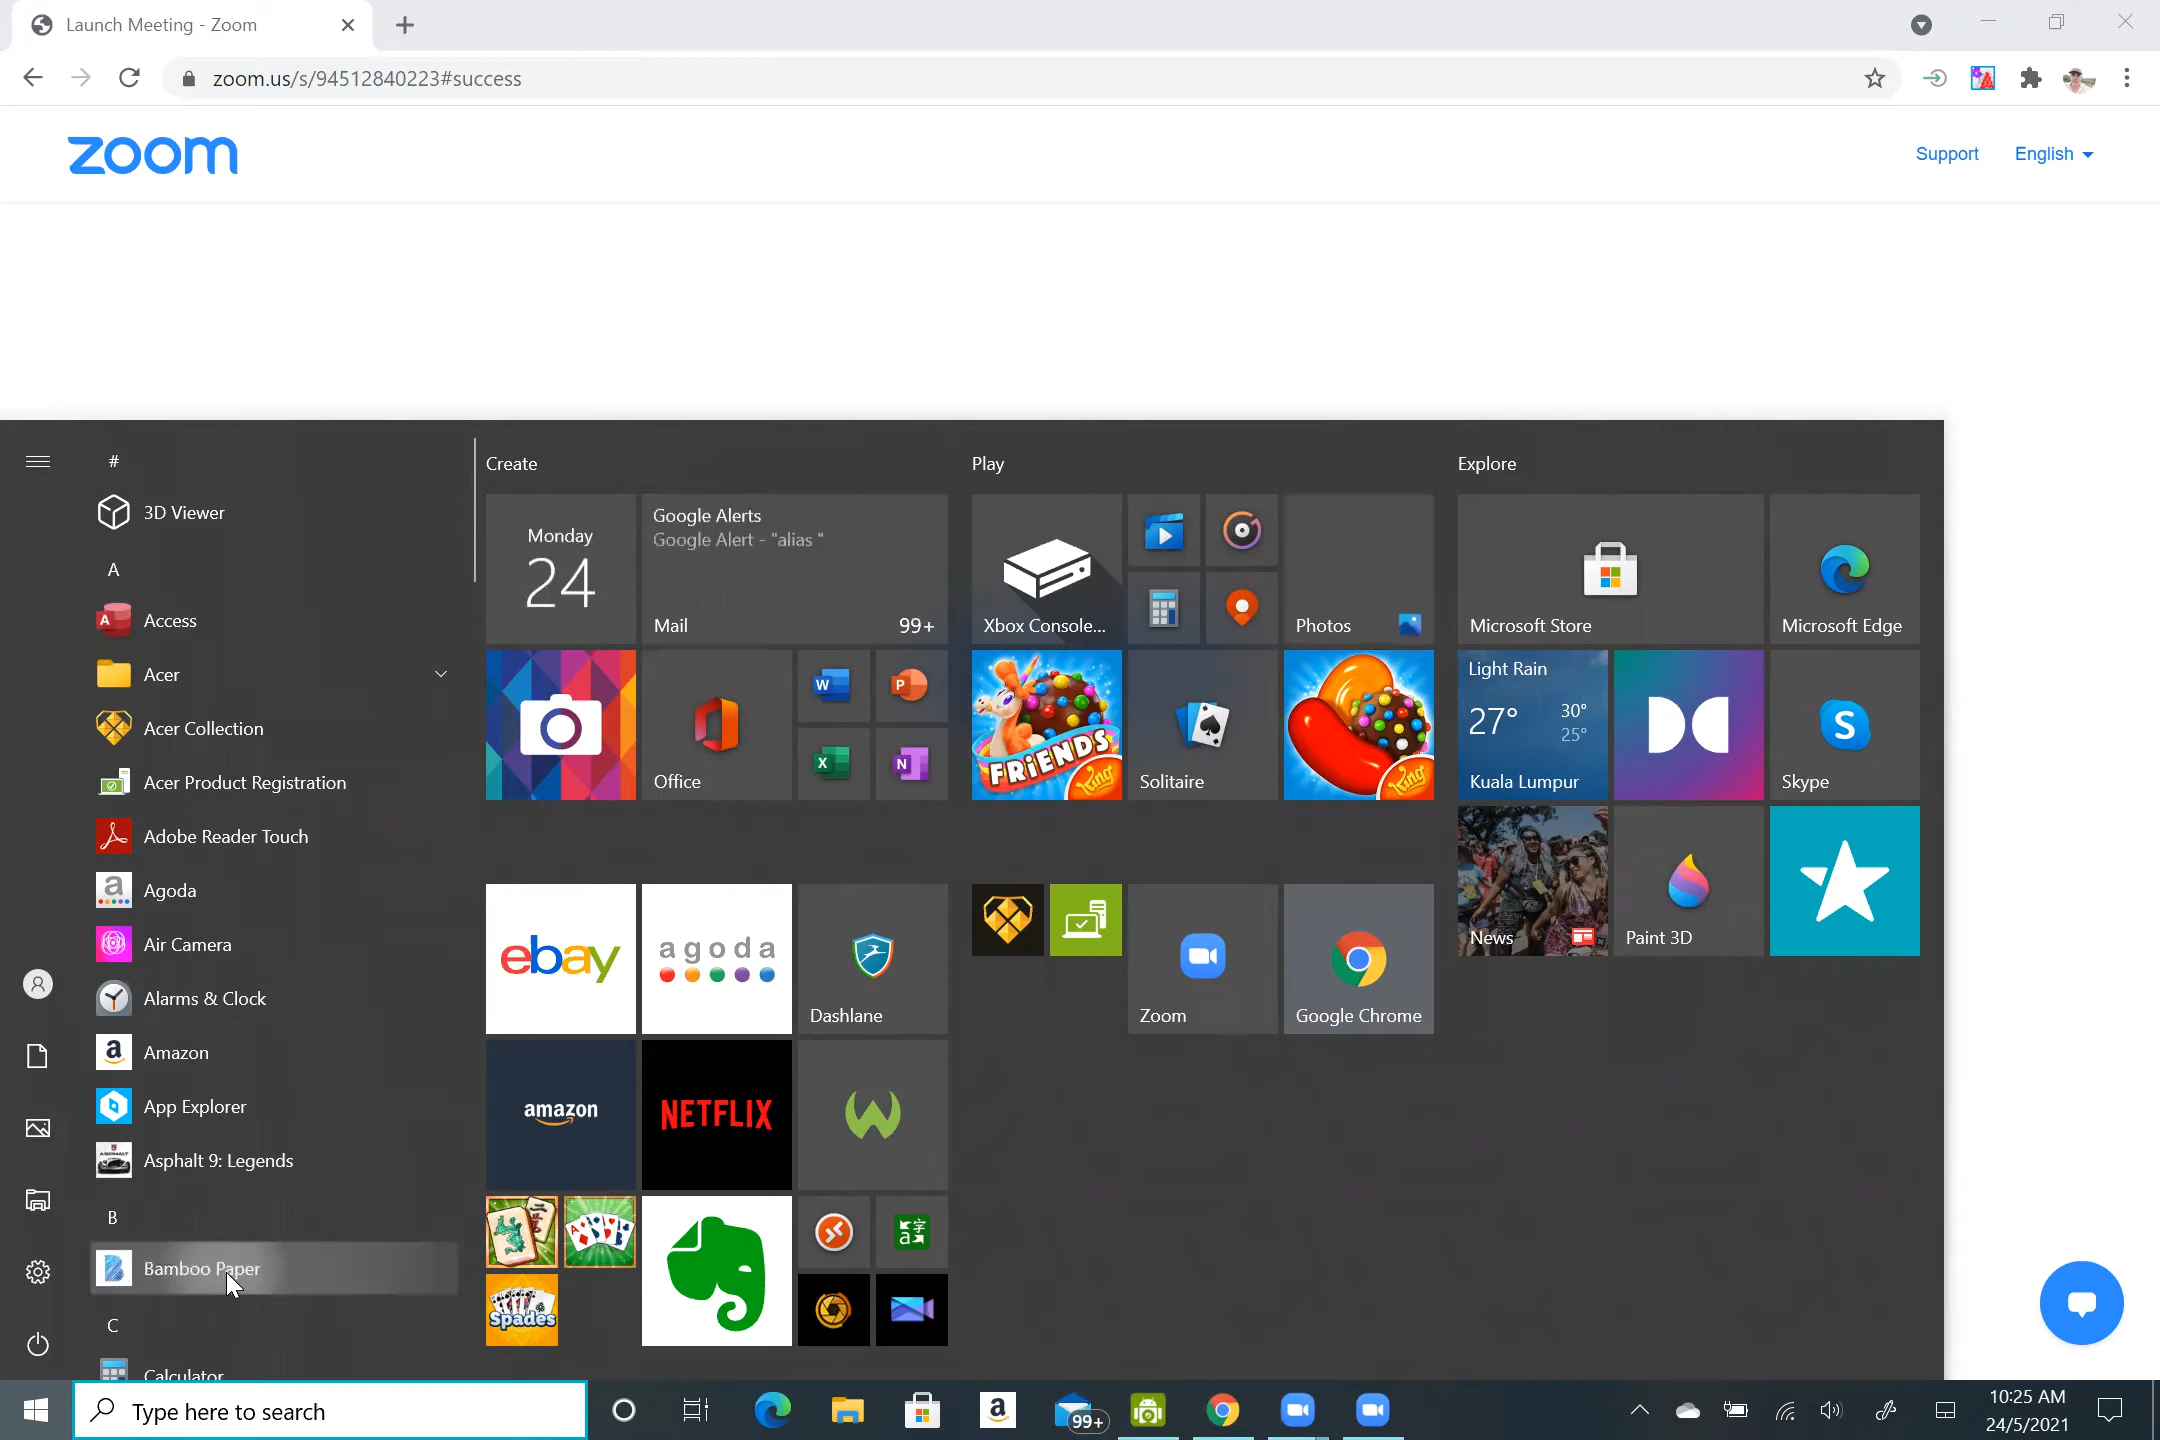 Launch Meeting - Zoom
zoom.us/s/94512840223#success
zoom
Support
English
#
3D Viewer
A
Access
Acer
Acer Collection
Acer Product Registration
Adobe Reader Touch
Agoda
Air Camera
Alarms & Clock
Amazon
App Explorer
Asphalt 9: Legends
B
Bamboo Paper
C
Calculator
Create
Monday
24
Google Alerts
Google Alert - "alias "
Mail
99+
Office
ebay
agoda
Dashlane
amazon
NETFLIX
Spades
Play
Xbox Console...
Photos
FRIENDS
King
Solitaire
King
Zoom
Google Chrome
Explore
Microsoft Store
Microsoft Edge
Light Rain
27°
30°
25°
Kuala Lumpur
Skype
News
Paint 3D
Type here to search
99+
10:25 AM
24/5/2021